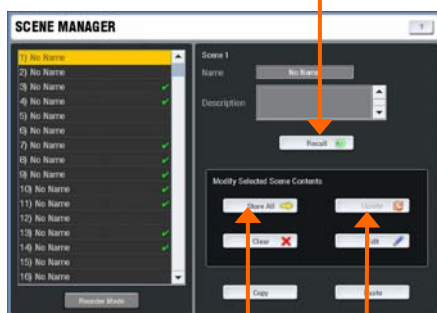 SCENE MANAGER
?
1) No Name
2) No Name
3) No Name
4) No Name
5) No Name
6) No Name
7) No Name
8) No Name
9) No Name
10) No Name
11) No Name
12) No Name
13) No Name
14) No Name
15) No Name
16) No Name
Reorder Mode
Scene 1
Name No Name
Description
Recall
Modify Selected Scene Contents
Store All
Update
Clear
Edit
Copy
Paste